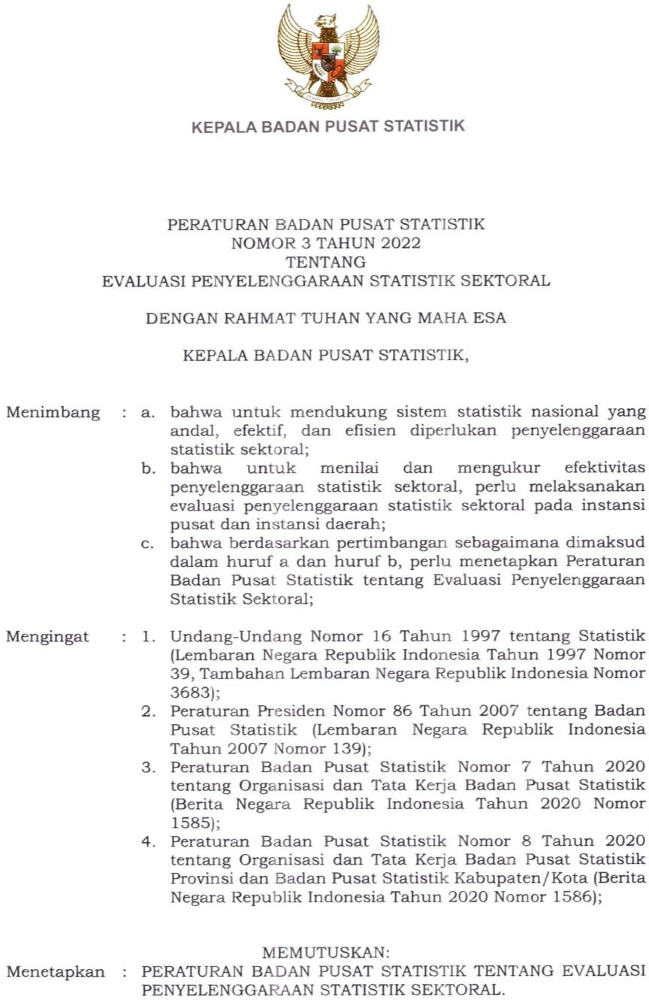 KEPALA BADAN PUSAT STATISTIK
PERATURAN BADAN PUSAT STATISTIK
NOMOR 3 TAHUN 2022
TENTANG
EVALUASI PENYELENGGARAAN STATISTIK SEKTORAL
DENGAN RAHMAT TUHAN YANG MAHA ESA
KEPALA BADAN PUSAT STATISTIK,
Menimbang : a. bahwa untuk mendukung sistem statistik nasional yang
andal, efektif, dan efisien diperlukan penyelenggaraan
statistik sektoral;
b. bahwa untuk menilai dan mengukur efektivitas
penyelenggaraan statistik sektoral, perlu melaksanakan
evaluasi penyelenggaraan statistik sektoral pada instansi
pusat dan instansi daerah;
c. bahwa berdasarkan pertimbangan sebagaimana dimaksud
dalam huruf a dan huruf b, perlu menetapkan Peraturan
Badan Pusat Statistik tentang Evaluasi Penyelenggaraan
Statistik Sektoral;
Mengingat : 1. Undang-Undang Nomor 16 Tahun 1997 tentang Statistik
(Lembaran Negara Republik Indonesia Tahun 1997 Nomor
39, Tambahan Lembaran Negara Republik Indonesia Nomor
3683);
2. Peraturan Presiden Nomor 86 Tahun 2007 tentang Badan
Pusat Statistik (Lembaran Negara Republik Indonesia
Tahun 2007 Nomor 139);
3. Peraturan Badan Pusat Statistik Nomor 7 Tahun 2020
tentang Organisasi dan Tata Kerja Badan Pusat Statistik
(Berita Negara Republik Indonesia Tahun 2020 Nomor
1585);
4. Peraturan Badan Pusat Statistik Nomor 8 Tahun 2020
tentang Organisasi dan Tata Kerja Badan Pusat Statistik
Provinsi dan Badan Pusat Statistik Kabupaten/Kota (Berita
Negara Republik Indonesia Tahun 2020 Nomor 1586);
MEMUTUSKAN:
Menetapkan : PERATURAN BADAN PUSAT STATISTIK TENTANG EVALUASI
PENYELENGGARAAN STATISTIK SEKTORAL.